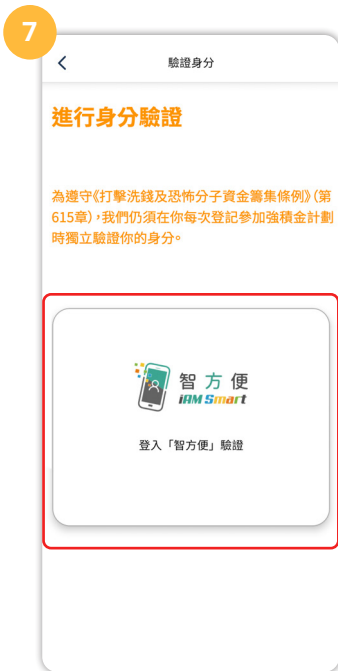 7
驗證身分
進行身分驗證
為遵守《打擊洗錢及恐怖分子資金籌集條例》(第
615章),我們仍須在你每次登記參加強積金計劃
時獨立驗證你的身分。
智方便
iAM Smart
登入「智方便」驗證